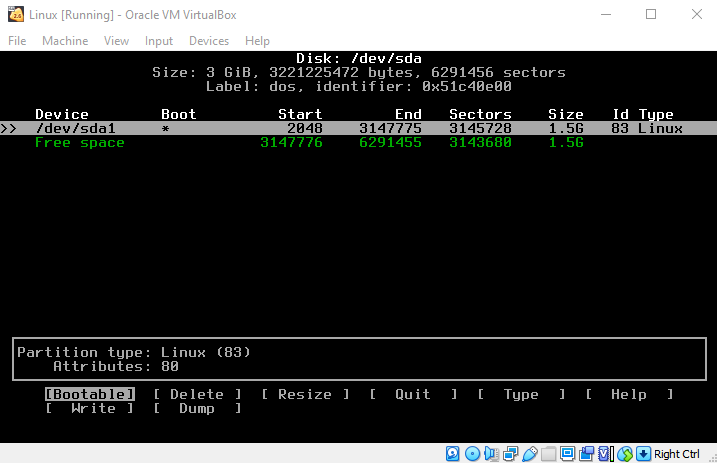 Linux [Running] - Oracle VM VirtualBox
File Machine View Input Devices Help
Disk: /dev/sda
Size: 3 GiB, 3221225472 bytes, 6291456 sectors
Label: dos, identifier: 0x51c40e00
Device Boot Start End Sectors Size Id Type
>> /dev/sda1 * 2048 3147775 3145728 1.5G 83 Linux
Free space 3147776 6291455 3143680 1.5G
Partition type: Linux (83)
Attributes: 80
[Bootable] [ Delete ] [ Resize ] [ Quit ] [ Type ] [ Help ]
[ Write ] [ Dump ]
Right Ctrl